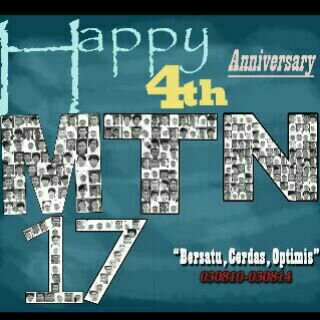 Happy
4th
Anniversary
MTN
17
“Bersatu, Cerdas, Optimis”
030810-030814